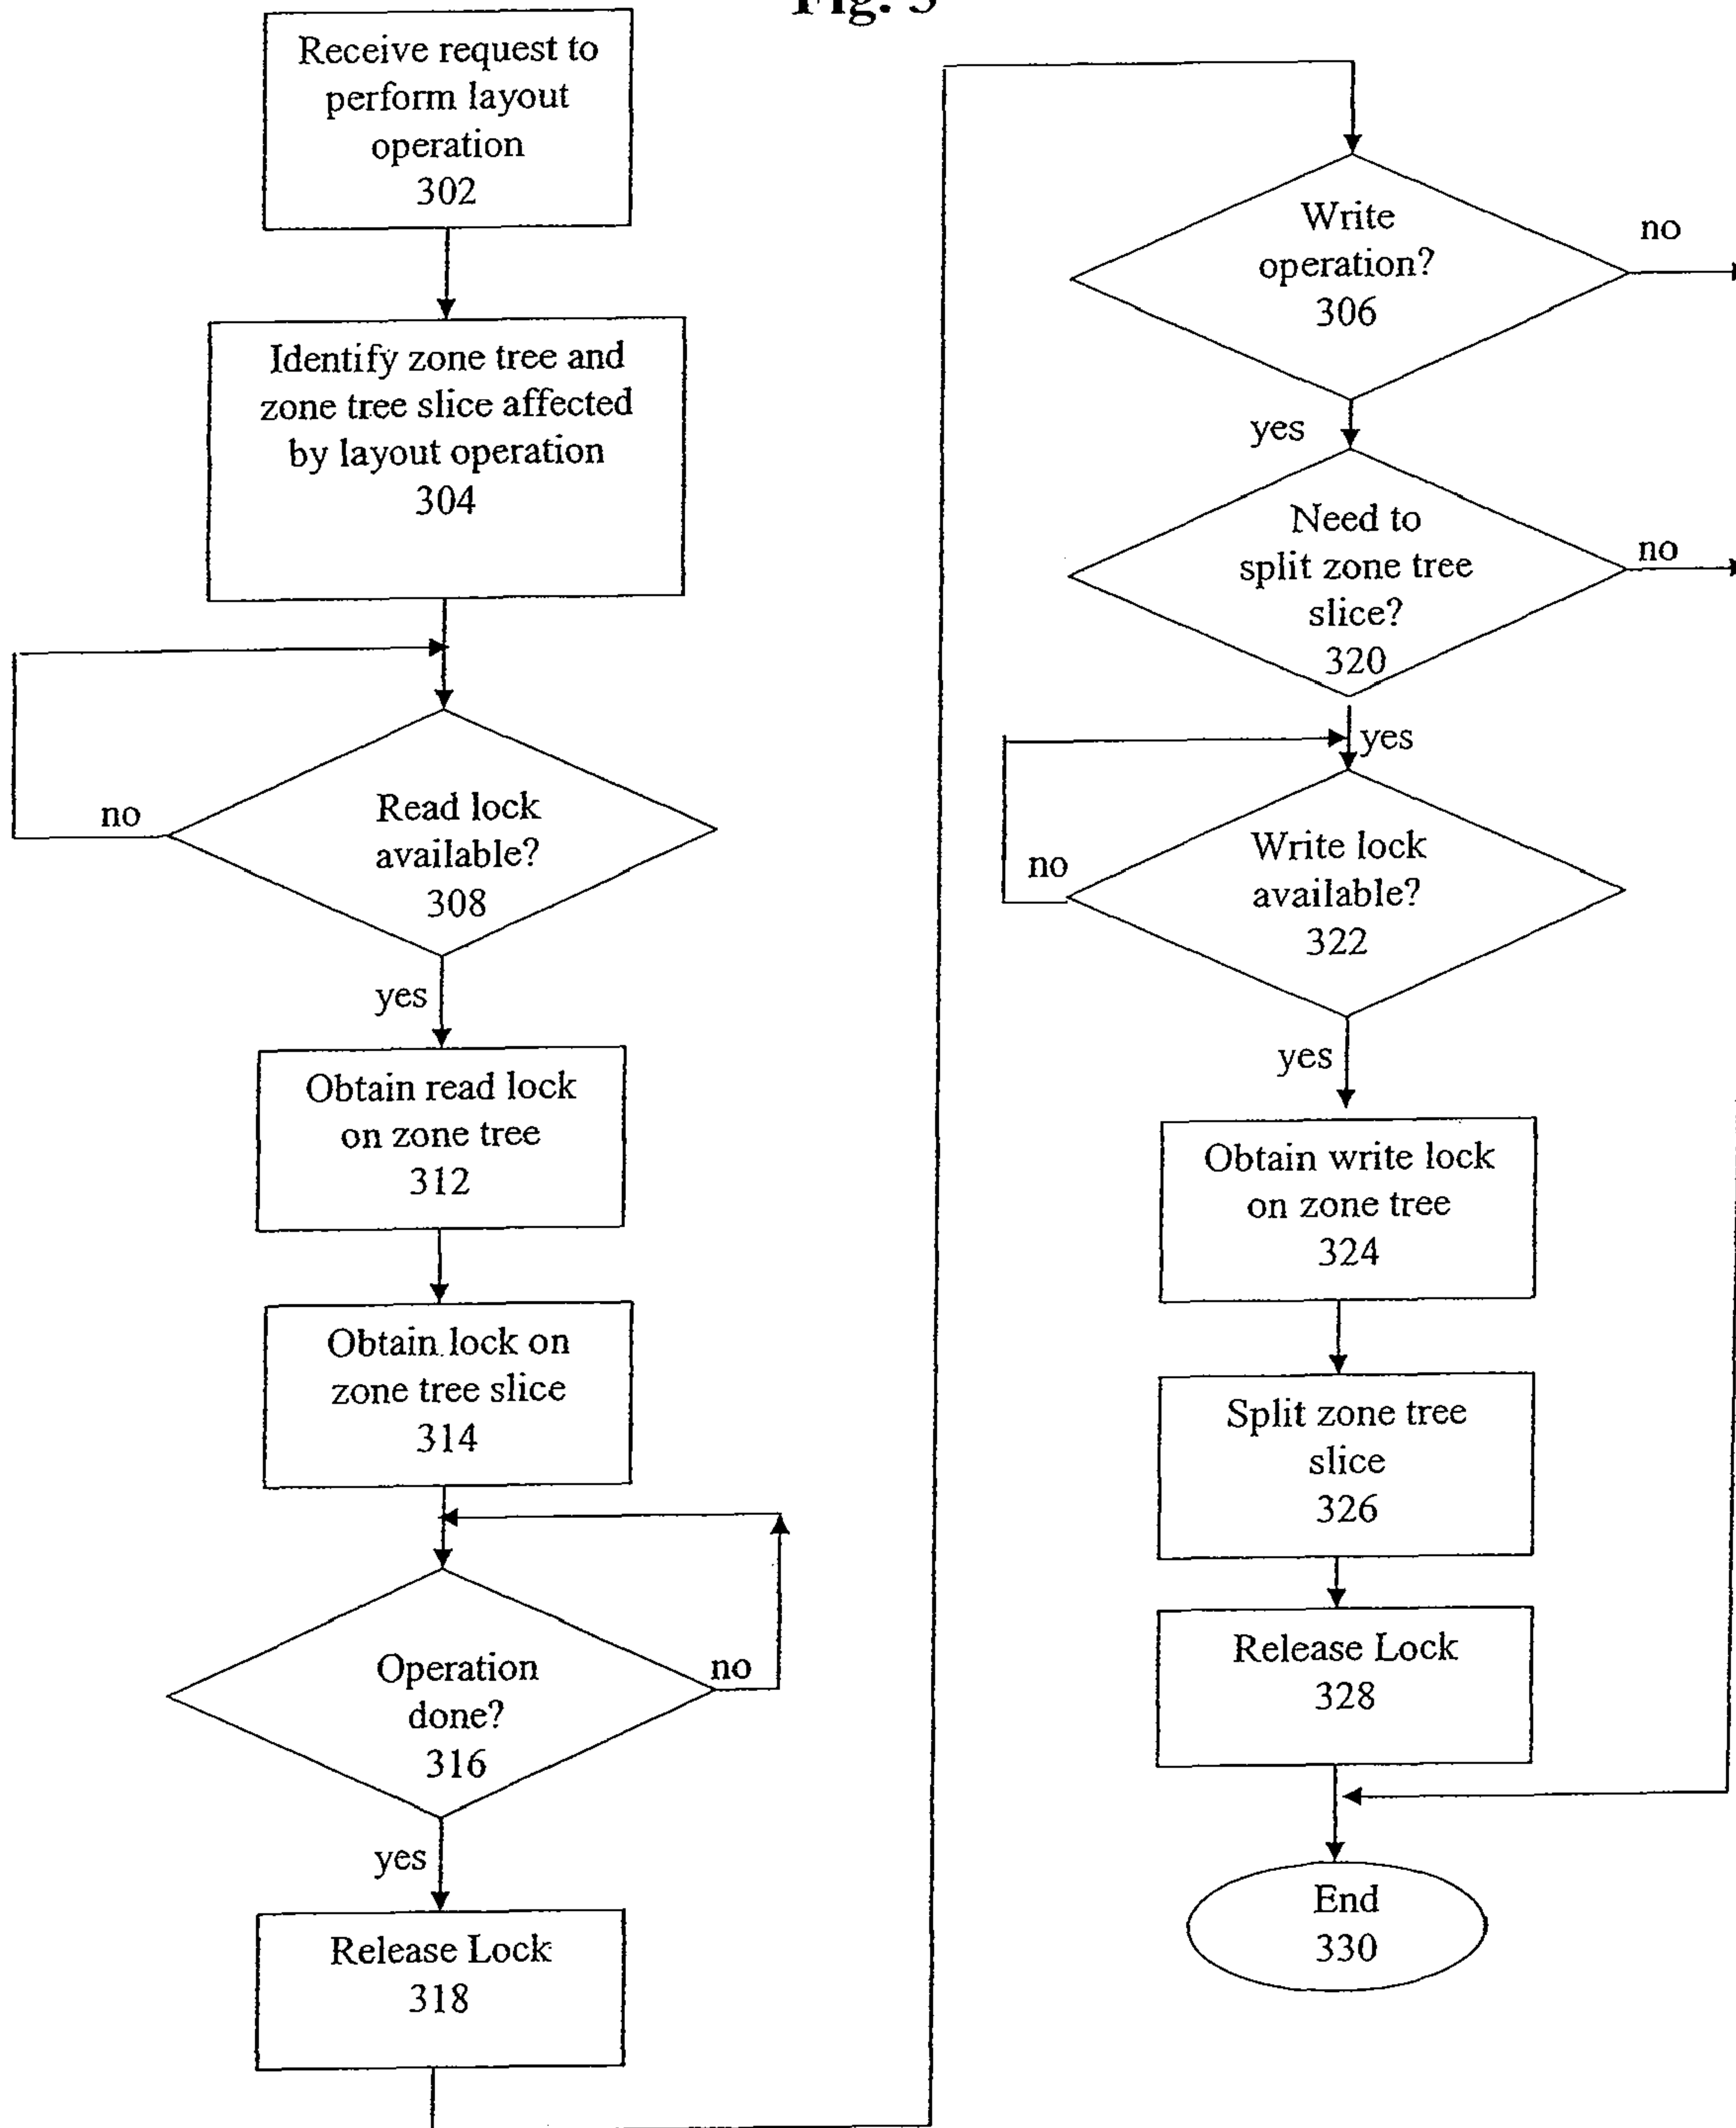 Fig. 3
Receive request to
perform layout
operation
302
Identify zone tree and
zone tree slice affected
by layout operation
304
no
Read lock
available?
308
yes
Obtain read lock
on zone tree
312
Obtain lock on
zone tree slice
314
Operation
done?
316
no
yes
Release Lock
318
Write
operation?
306
no
yes
Need to
split zone tree
slice?
320
no
yes
Write lock
available?
322
no
yes
Obtain write lock
on zone tree
324
Split zone tree
slice
326
Release Lock
328
End
330